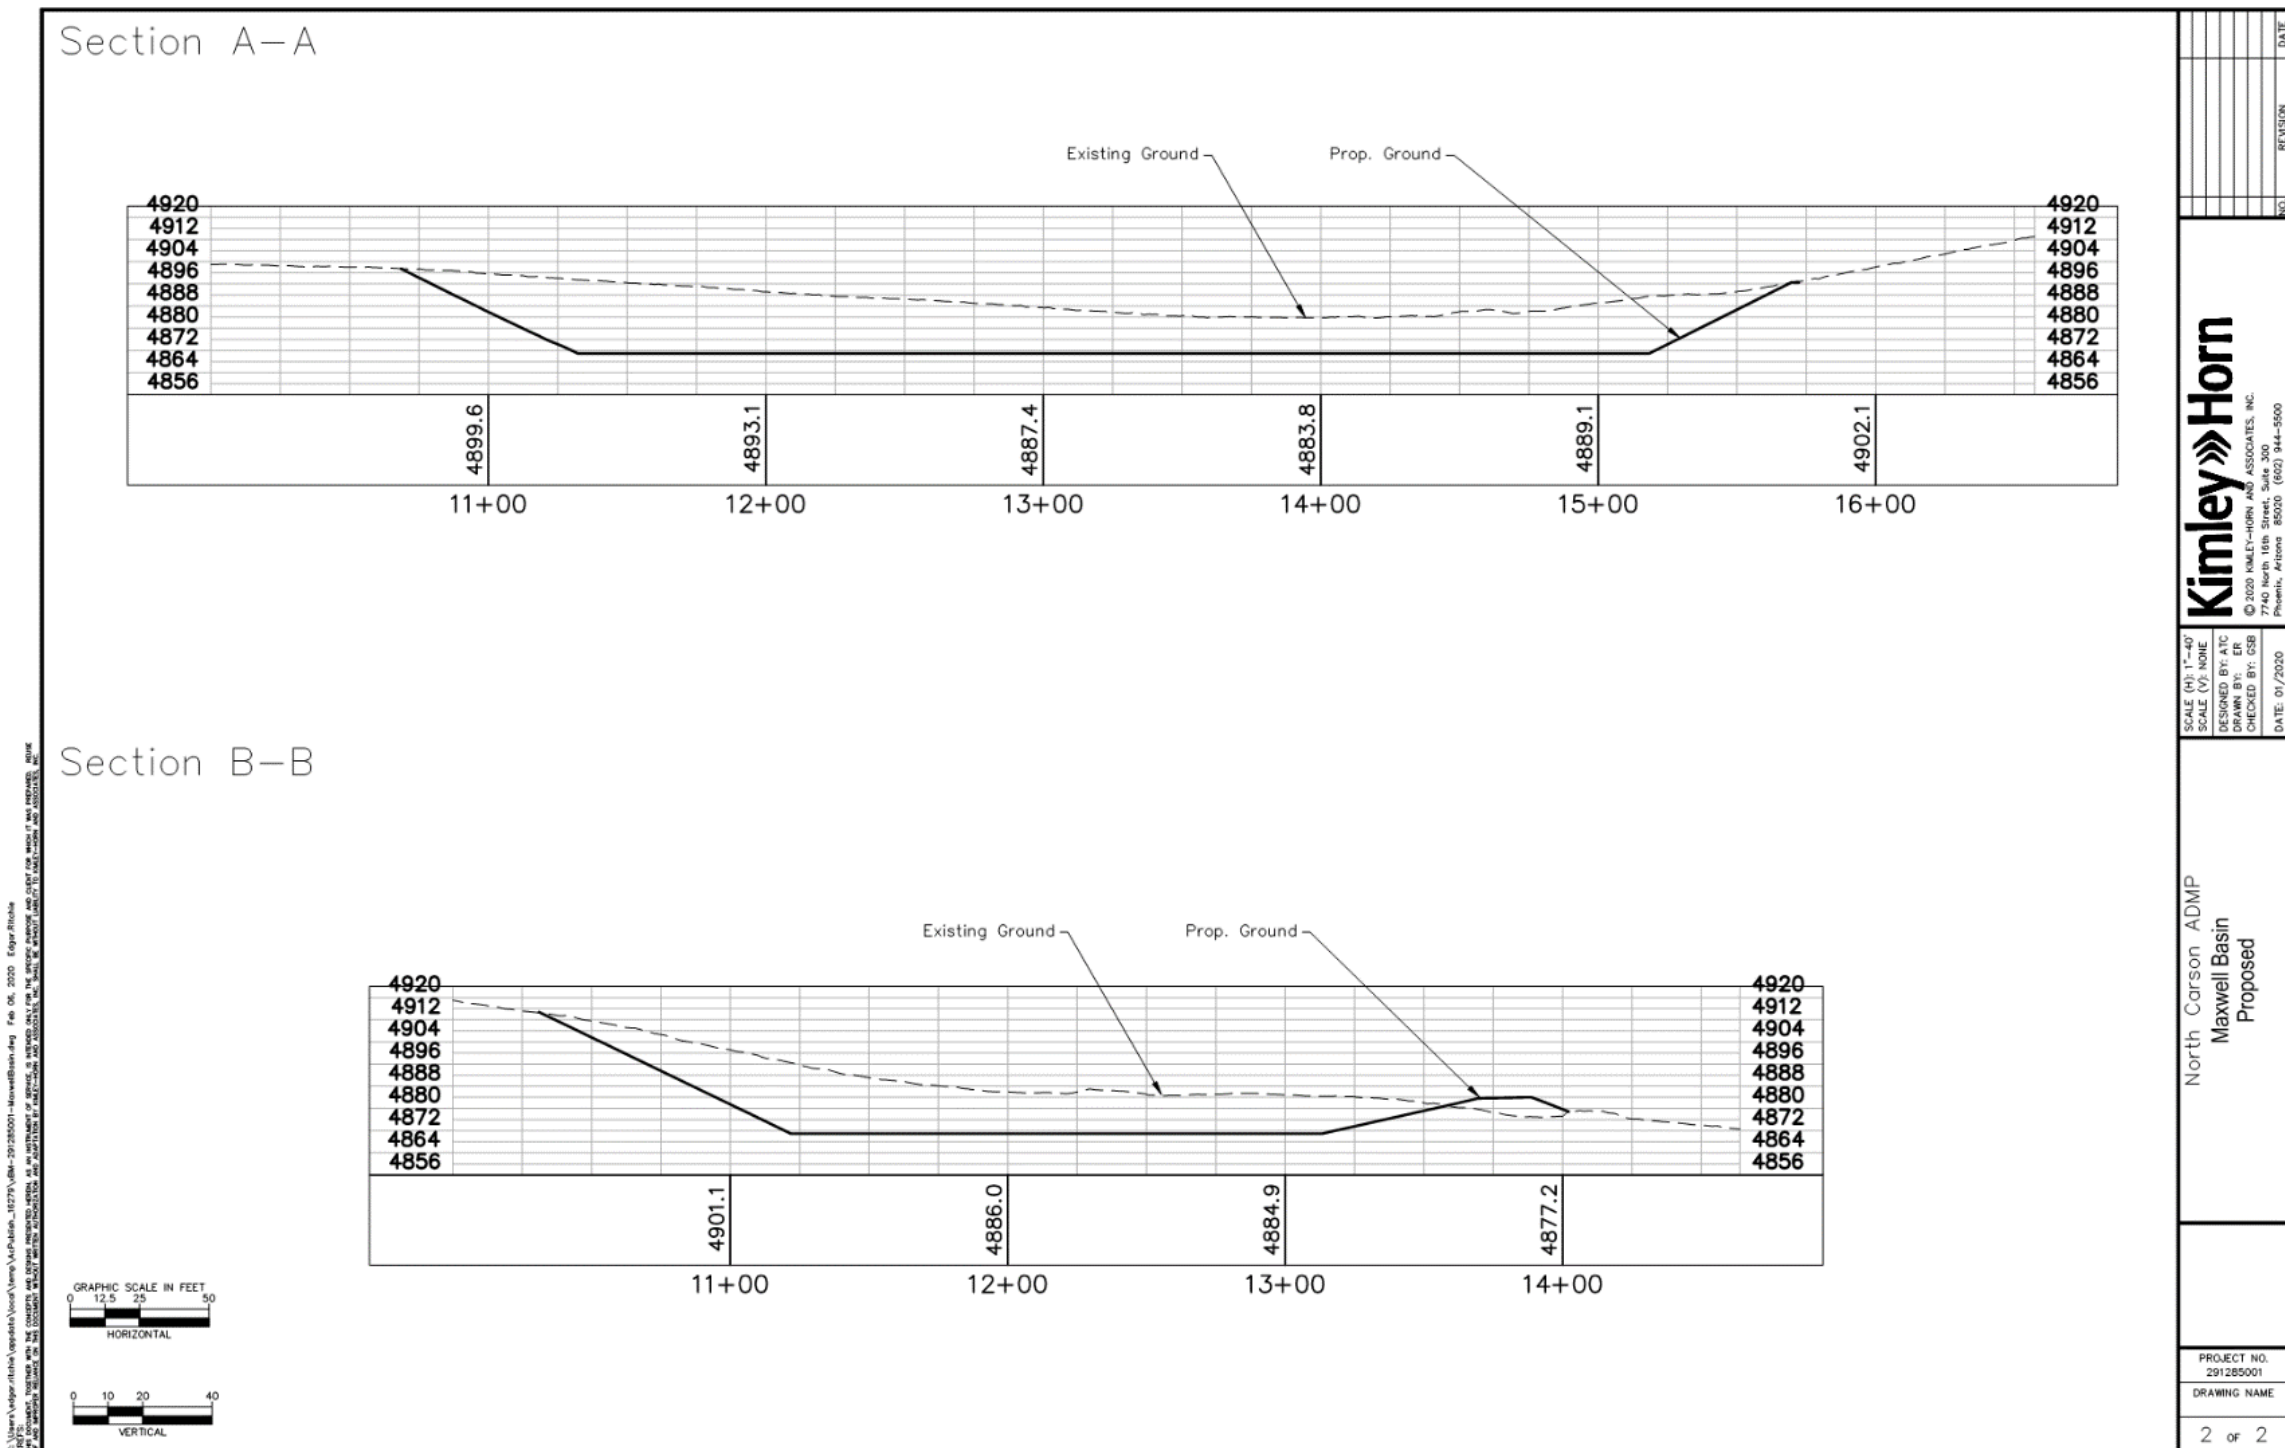 Section A-A
Existing Ground
Prop. Ground
4920
4912
4904
4896
4888
4880
4872
4864
4856
4920
4912
4904
4896
4888
4880
4872
4864
4856
4899.6
4893.1
4887.4
4883.8
4889.1
4902.1
11+00
12+00
13+00
14+00
15+00
16+00
Section B-B
Existing Ground
Prop. Ground
4920
4912
4904
4896
4888
4880
4872
4864
4856
4920
4912
4904
4896
4888
4880
4872
4864
4856
4901.1
4886.0
4884.9
4877.2
11+00
12+00
13+00
14+00
GRAPHIC SCALE IN FEET
0 12.5 25 50
HORIZONTAL
0 10 20 40
VERTICAL
NO. REVISION DATE
Kimley»Horn
© 2020 KIMLEY-HORN AND ASSOCIATES, INC.
7740 North 16th Street, Suite 300
Phoenix, Arizona 85020 (602) 944-5500
SCALE (H): 1"-40'
SCALE (V): NONE
DESIGNED BY: ATC
DRAWN BY: ER
CHECKED BY: GSB
DATE: 01/2020
North Carson ADMP
Maxwell Basin
Proposed
PROJECT NO.
291285001
DRAWING NAME
2 OF 2
Feb 06, 2020 Edgar.Ritchie